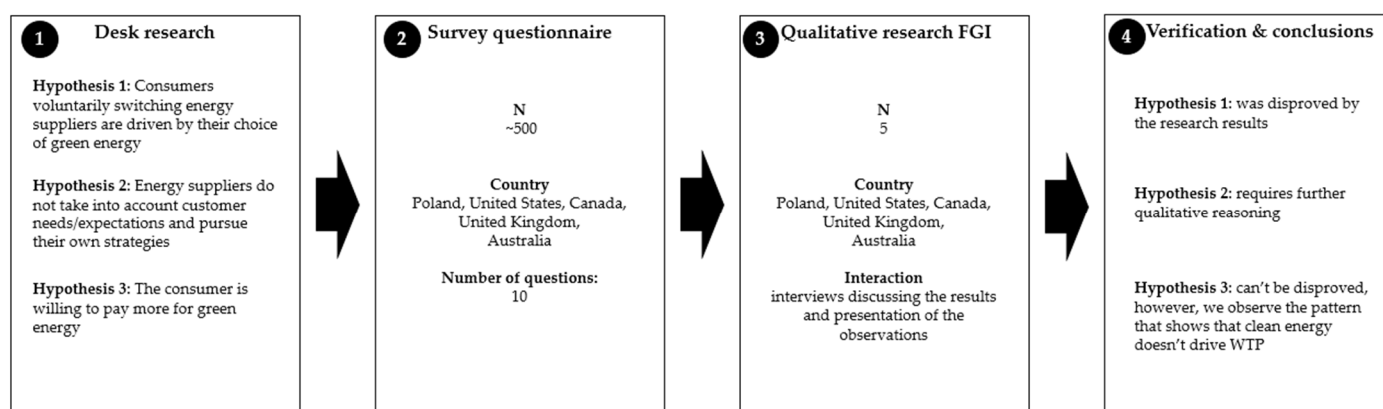 1
Desk research
Hypothesis 1: Consumers
voluntarily switching energy
suppliers are driven by their choice
of green energy
Hypothesis 2: Energy suppliers do
not take into account customer
needs/expectations and pursue
their own strategies
Hypothesis 3: The consumer is
willing to pay more for green
energy
2
Survey questionnaire
N
~500
Country
Poland, United States, Canada,
United Kingdom,
Australia
Number of questions:
10
3
Qualitative research FGI
N
5
Country
Poland, United States, Canada,
United Kingdom,
Australia
Interaction
interviews discussing the results
and presentation of the
observations
4
Verification & conclusions
Hypothesis 1: was disproved by
the research results
Hypothesis 2: requires further
qualitative reasoning
Hypothesis 3: can't be disproved,
however, we observe the pattern
that shows that clean energy
doesn't drive WTP